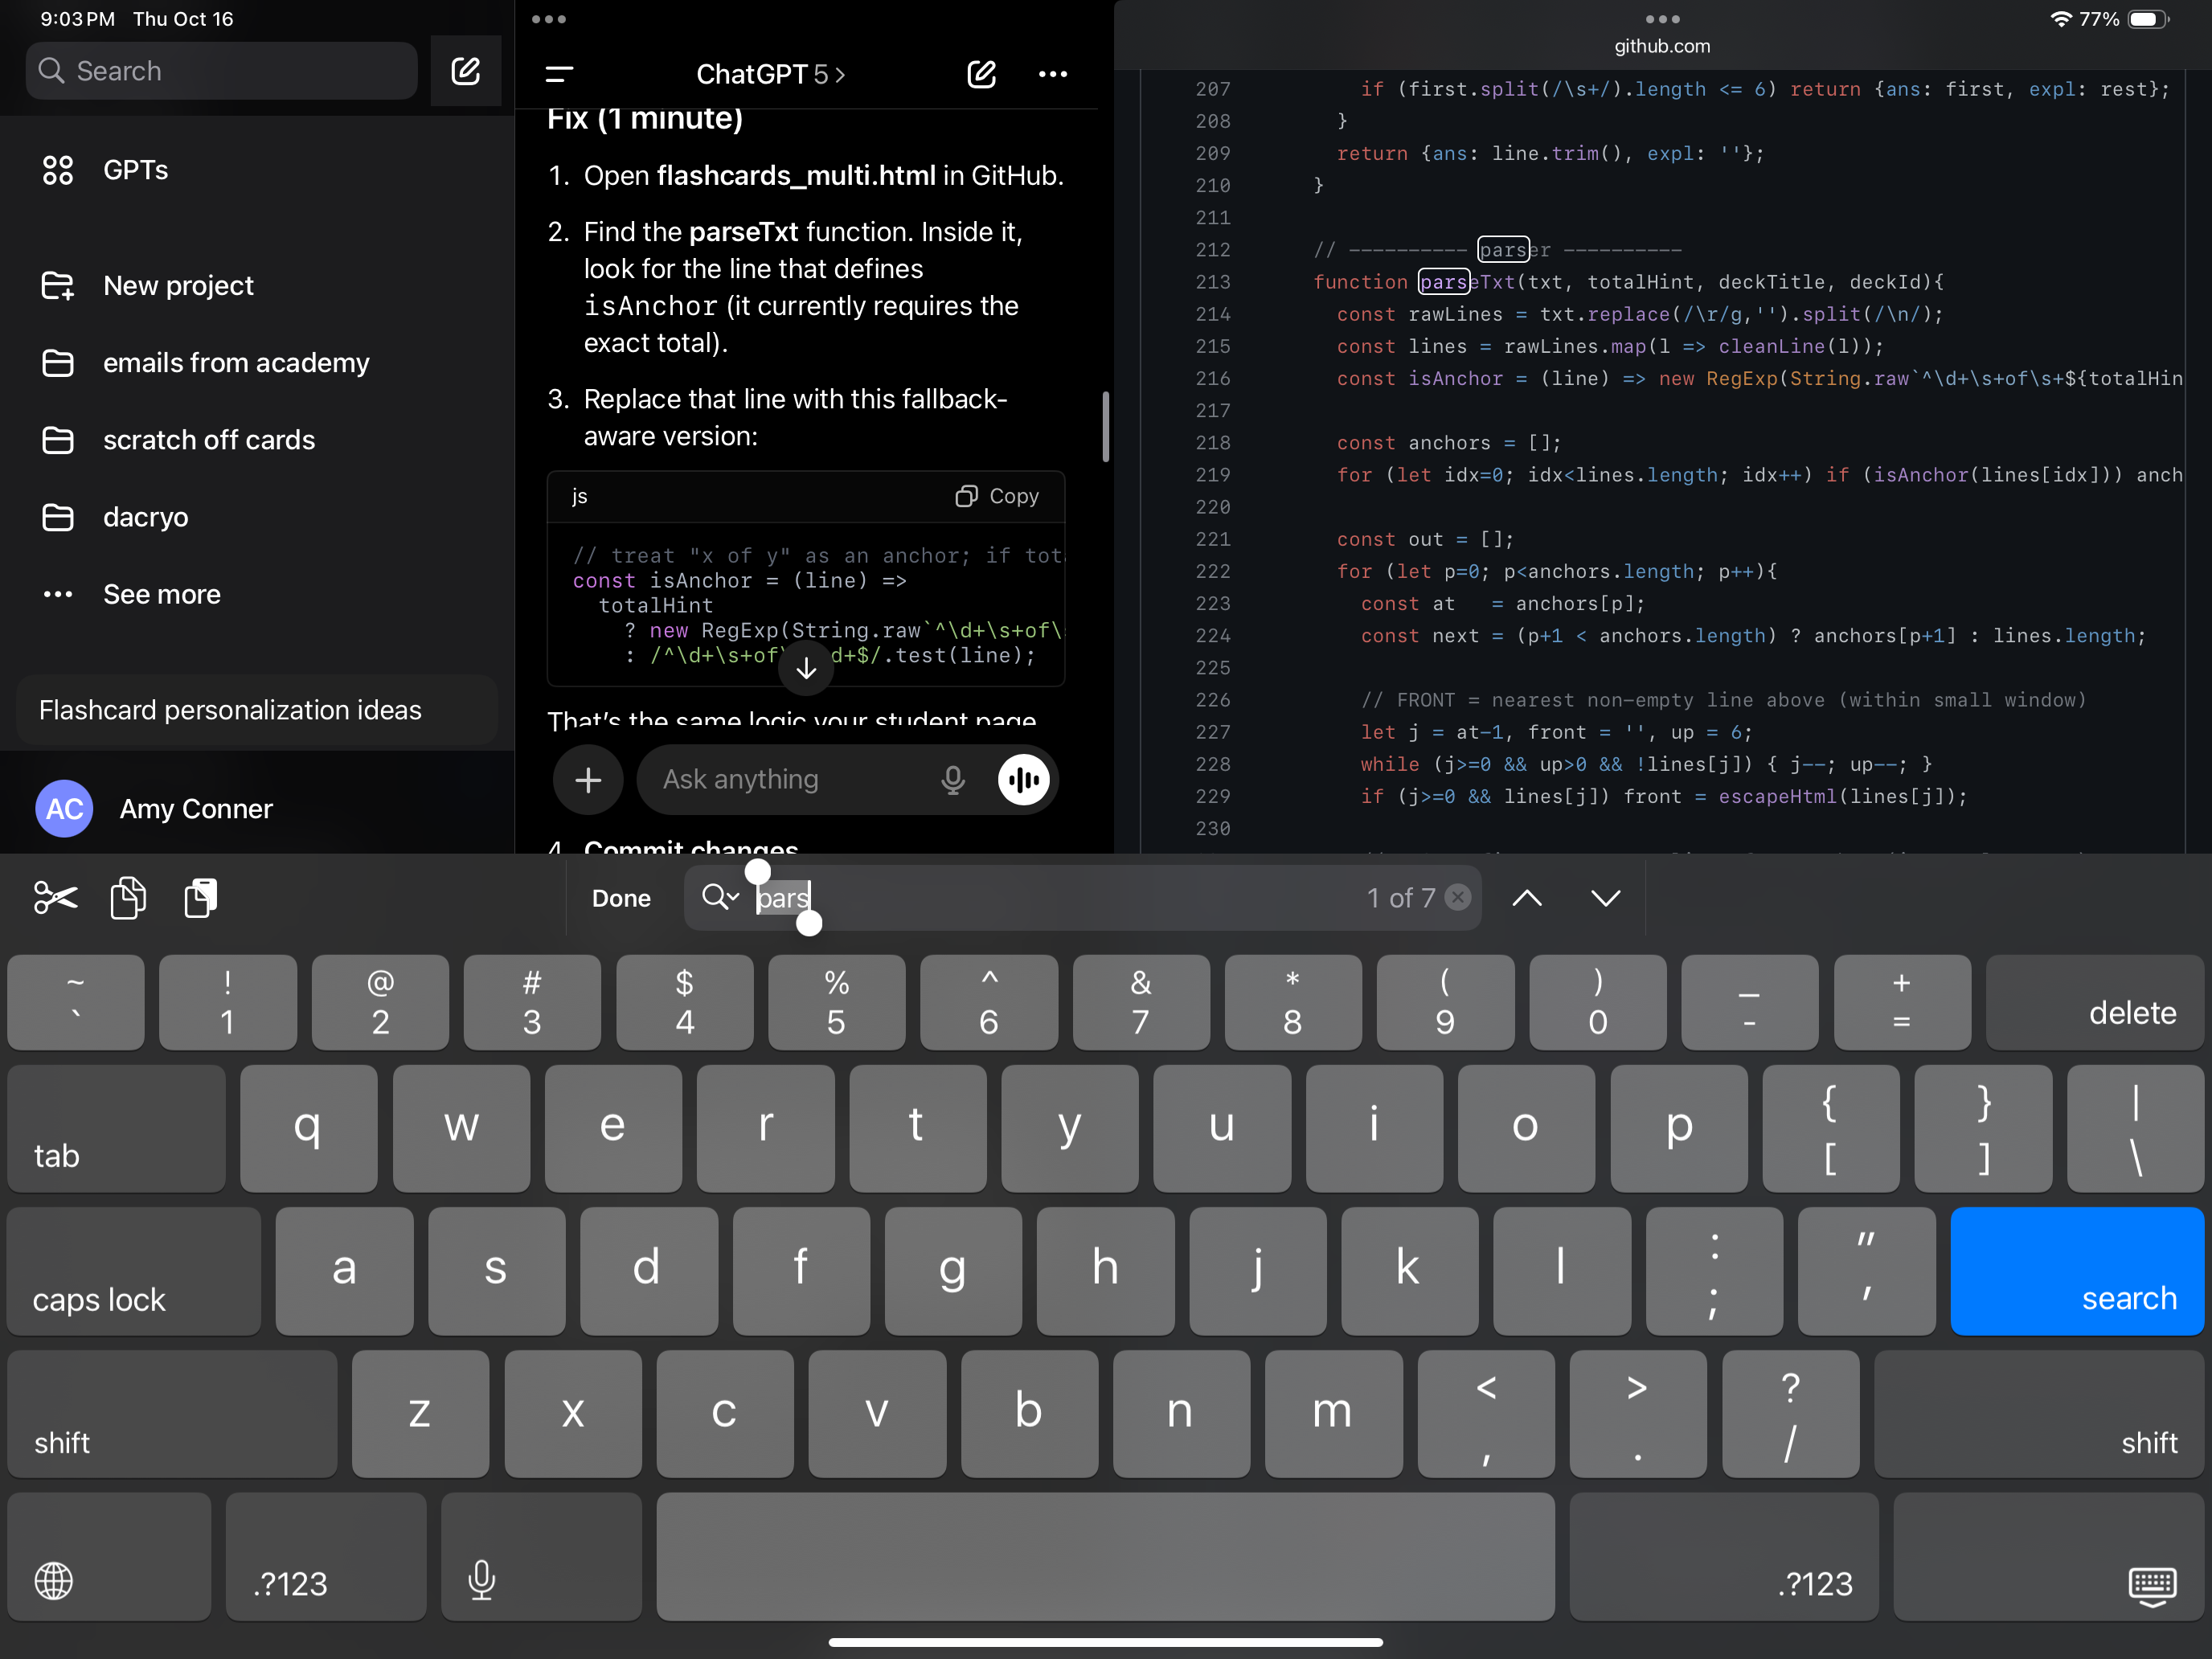 9:03 PM Thu Oct 16
77%
Search
GPTs
New project
emails from academy
scratch off cards
dacryo
See more
Flashcard personalization ideas
AC Amy Conner
ChatGPT 5 >
Fix (1 minute)
1. Open flashcards_multi.html in GitHub.
2. Find the parseTxt function. Inside it,
look for the line that defines
isAnchor (it currently requires the
exact total).
3. Replace that line with this fallback-
aware version:
js Copy
// treat "x of y" as an anchor; if tot
const isAnchor = (line) =>
totalHint
? new RegExp(String.raw`^\d+\s+of\
: /^\d+\s+of\ d+$/.test(line);
That's the same logic your student page
Ask anything
4. Commit changes
github.com
207 if (first.split(/\s+/).length <= 6) return {ans: first, expl: rest};
208 }
209 return {ans: line.trim(), expl: ''};
210 }
211
212 // ---------- parser ----------
213 function parseTxt(txt, totalHint, deckTitle, deckId){
214 const rawLines = txt.replace(/\r/g,'').split(/\n/);
215 const lines = rawLines.map(l => cleanLine(l));
216 const isAnchor = (line) => new RegExp(String.raw`^\d+\s+of\s+${totalHin
217
218 const anchors = [];
219 for (let idx=0; idx<lines.length; idx++) if (isAnchor(lines[idx])) anch
220
221 const out = [];
222 for (let p=0; p<anchors.length; p++){
223 const at = anchors[p];
224 const next = (p+1 < anchors.length) ? anchors[p+1] : lines.length;
225
226 // FRONT = nearest non-empty line above (within small window)
227 let j = at-1, front = '', up = 6;
228 while (j>=0 && up>0 && !lines[j]) { j--; up--; }
229 if (j>=0 && lines[j]) front = escapeHtml(lines[j]);
230
Done pars 1 of 7
~ ! @ # $ % ^ & * ( ) _ +
` 1 2 3 4 5 6 7 8 9 0 - = delete
tab q w e r t y u i o p { [ } ] | \
caps lock a s d f g h j k l : ; " ' search
shift z x c v b n m < , > . ? / shift
.?123 .?123